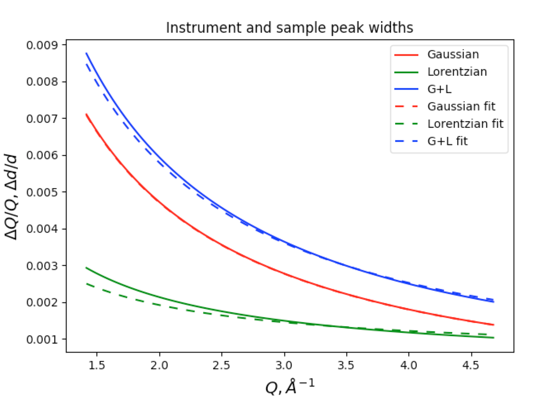 Instrument and sample peak widths
0.009
0.008
0.007
0.006
0.005
0.004
0.003
0.002
0.001
ΔQ/Q, Δd/d
Gaussian
Lorentzian
G+L
Gaussian fit
Lorentzian fit
G+L fit
1.5 2.0 2.5 3.0 3.5 4.0 4.5
Q, Å⁻¹